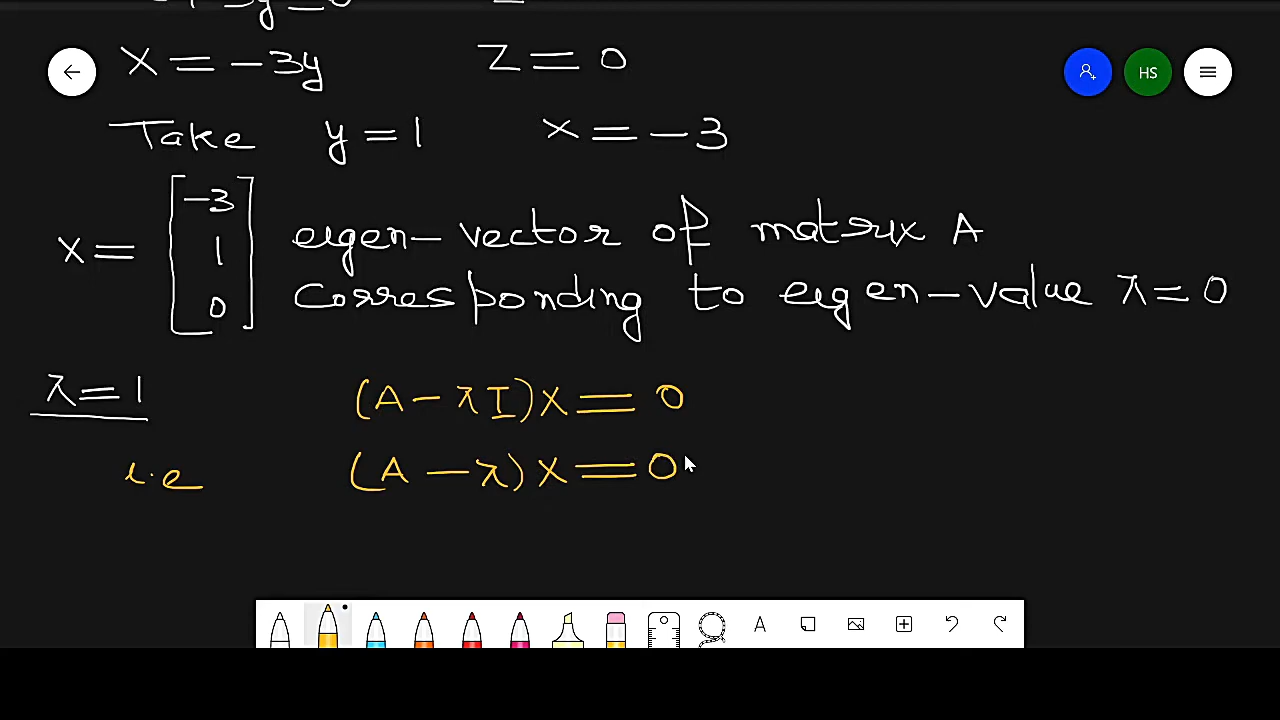 x = -3y z = 0
Take y = 1 x = -3
HS
x = [-3 1 0] eigen-vector of matrix A
corresponding to eigen-value λ = 0
λ = 1 (A - λI)x = 0
i.e (A - λ)x = 0
A